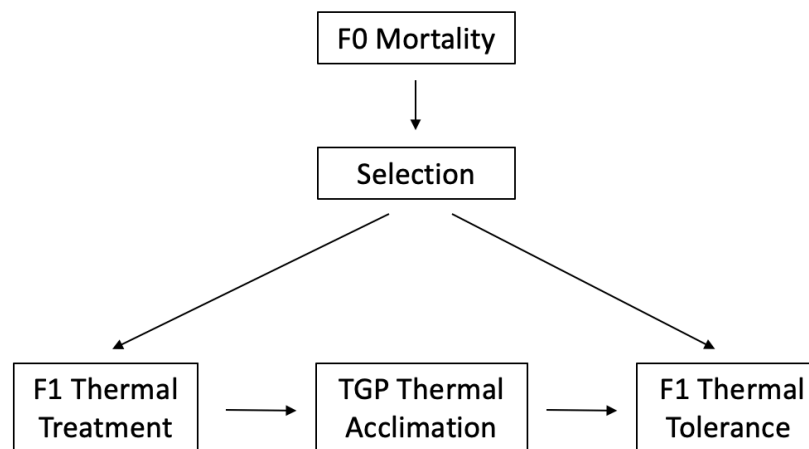 F0 Mortality
Selection
F1 Thermal
Treatment
TGP Thermal
Acclimation
F1 Thermal
Tolerance